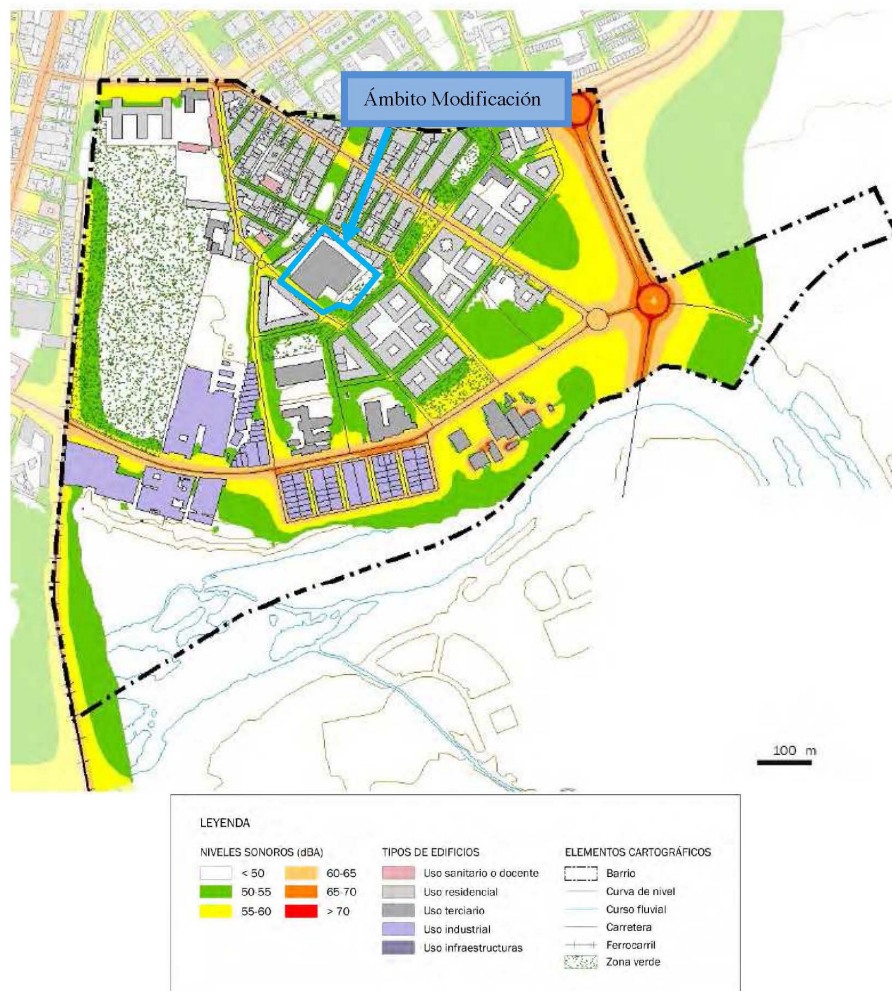 Ámbito Modificación
100 m
LEYENDA
NIVELES SONOROS (dBA)
< 50
50-55
55-60
60-65
65-70
> 70
TIPOS DE EDIFICIOS
Uso sanitario o docente
Uso residencial
Uso terciario
Uso industrial
Uso infraestructuras
ELEMENTOS CARTOGRÁFICOS
Barrio
Curva de nivel
Curso fluvial
Carretera
Ferrocarril
Zona verde